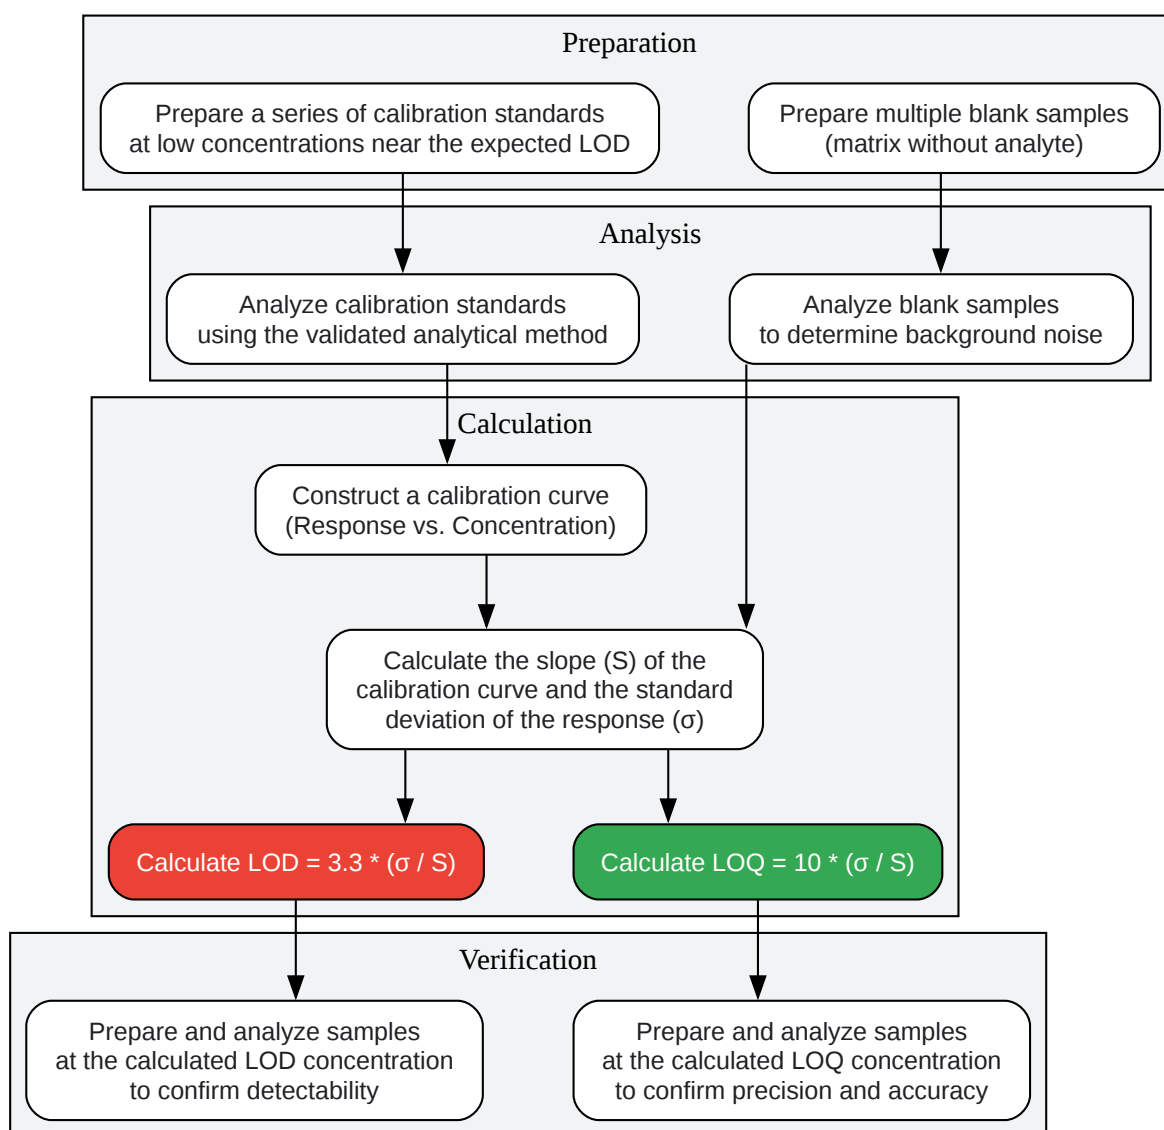 Preparation
Prepare a series of calibration standards
at low concentrations near the expected LOD
Prepare multiple blank samples
(matrix without analyte)
Analysis
Analyze calibration standards
using the validated analytical method
Analyze blank samples
to determine background noise
Calculation
Construct a calibration curve
(Response vs. Concentration)
Calculate the slope (S) of the
calibration curve and the standard
deviation of the response (σ)
Calculate LOD = 3.3 * (σ / S)
Calculate LOQ = 10 * (σ / S)
Verification
Prepare and analyze samples
at the calculated LOD concentration
to confirm detectability
Prepare and analyze samples
at the calculated LOQ concentration
to confirm precision and accuracy